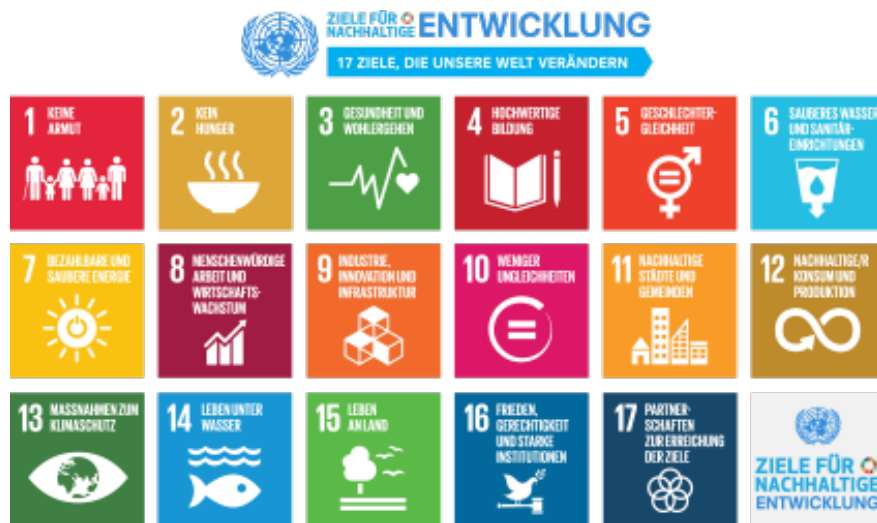 ZIELE FÜR
NACHHALTIGE ENTWICKLUNG
17 ZIELE, DIE UNSERE WELT VERÄNDERN
1 KEINE
ARMUT
2 KEIN
HUNGER
3 GESUNDHEIT UND
WOHLERGEHEN
4 HOCHWERTIGE
BILDUNG
5 GESCHLECHTER-
GLEICHHEIT
6 SAUBERES WASSER
UND SANITÄR-
EINRICHTUNGEN
7 BEZAHLBARE UND
SAUBERE ENERGIE
8 MENSCHENWÜRDIGE
ARBEIT UND
WIRTSCHAFTS-
WACHSTUM
9 INDUSTRIE,
INNOVATION UND
INFRASTRUKTUR
10 WENIGER
UNGLEICHHEITEN
11 NACHHALTIGE
STÄDTE UND
GEMEINDEN
12 NACHHALTIGE/R
KONSUM UND
PRODUKTION
13 MASSNAHMEN ZUM
KLIMASCHUTZ
14 LEBEN UNTER
WASSER
15 LEBEN
AN LAND
16 FRIEDEN,
GERECHTIGKEIT
UND STARKE
INSTITUTIONEN
17 PARTNER-
SCHAFTEN
ZUR ERREICHUNG
DER ZIELE
ZIELE FÜR
NACHHALTIGE
ENTWICKLUNG